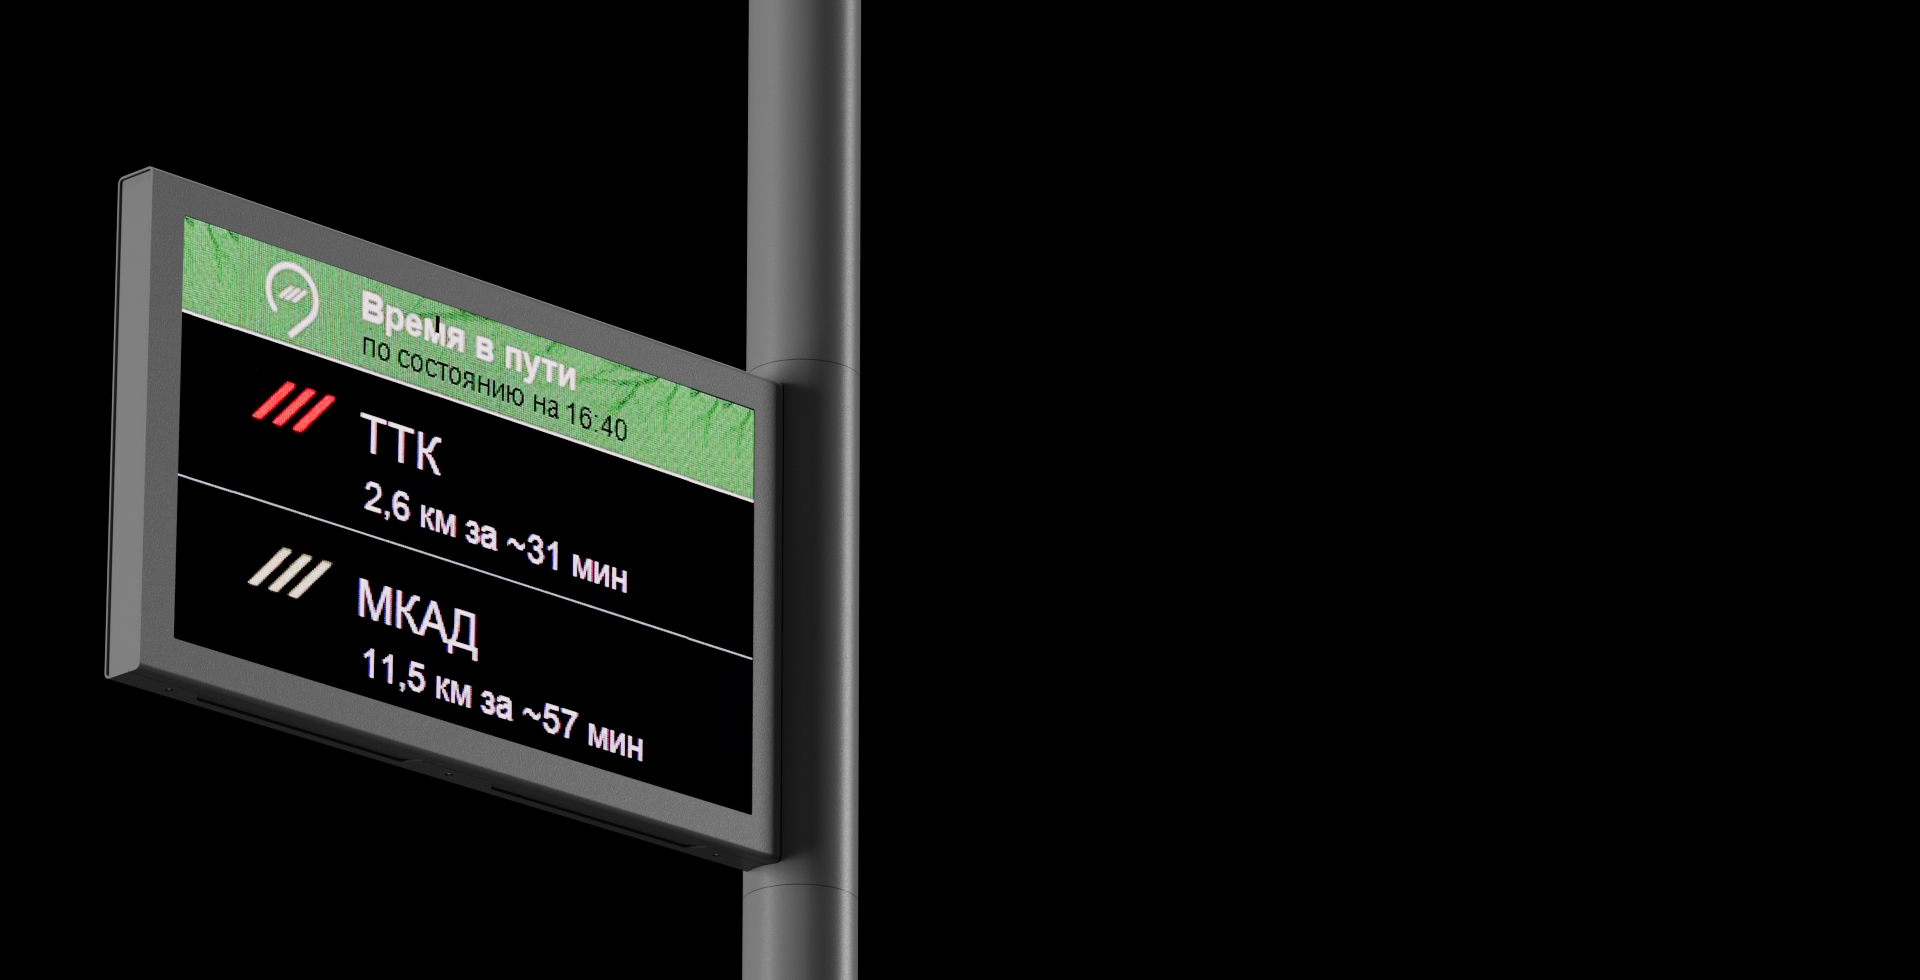 Время в пути
по состоянию на 16:40
ТТК
2,6 км за ~31 мин
МКАД
11,5 км за ~57 мин